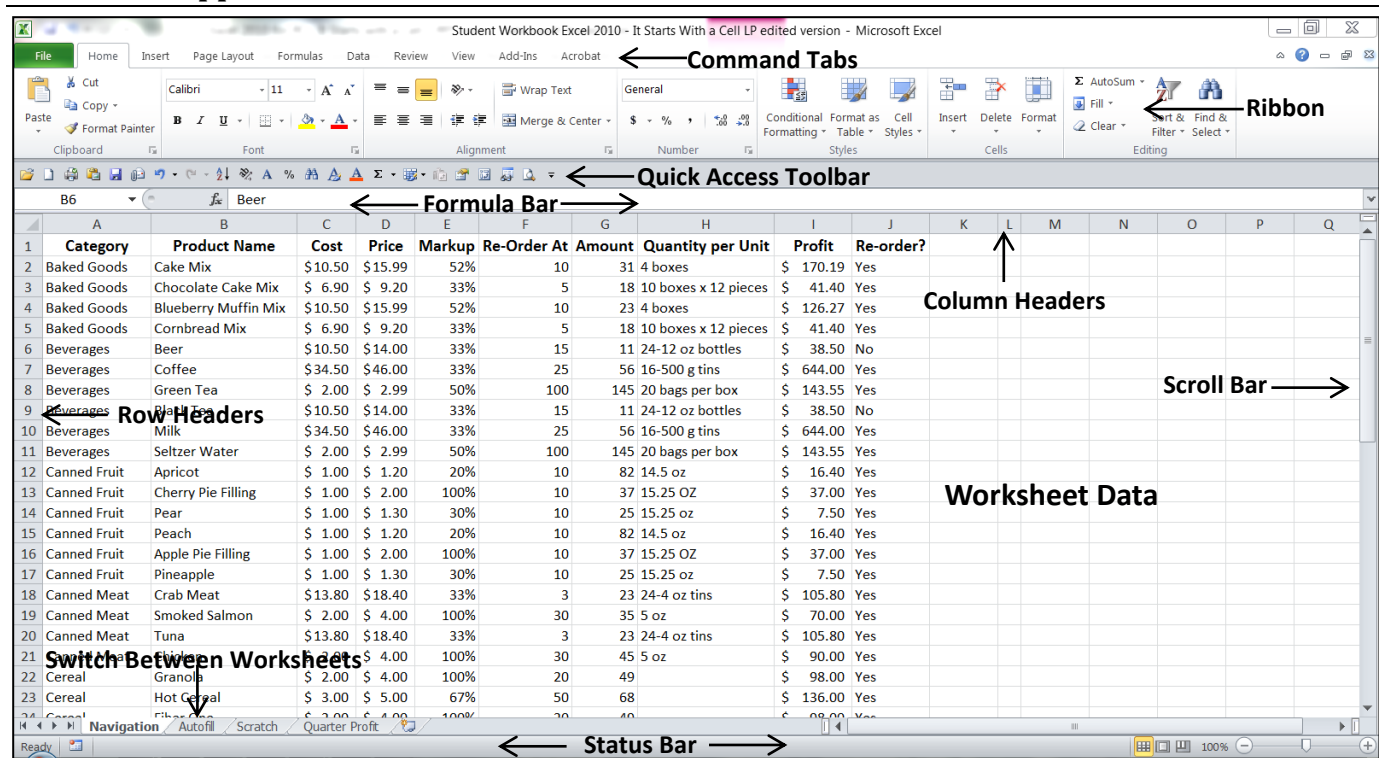 Student Workbook Excel 2010 - It Starts With a Cell LP edited version - Microsoft Excel
File Home Insert Page Layout Formulas Data Review View Add-Ins Acrobat Command Tabs
Cut Calibri 11 A A Wrap Text General Σ AutoSum
Copy Fill Ribbon
Paste Format Painter B I U A Merge & Center $ % , Conditional Formatting Format as Table Cell Styles Insert Delete Format Clear Sort & Filter Find & Select
Clipboard Font Alignment Number Styles Cells Editing
Quick Access Toolbar
B6 fx Beer Formula Bar
A B C D E F G H I J K L M N O P Q
1 Category Product Name Cost Price Markup Re-Order At Amount Quantity per Unit Profit Re-order?
2 Baked Goods Cake Mix $10.50 $15.99 52% 10 31 4 boxes $ 170.19 Yes
3 Baked Goods Chocolate Cake Mix $ 6.90 $ 9.20 33% 5 18 10 boxes x 12 pieces $ 41.40 Yes
Column Headers
4 Baked Goods Blueberry Muffin Mix $10.50 $15.99 52% 10 23 4 boxes $ 126.27 Yes
5 Baked Goods Cornbread Mix $ 6.90 $ 9.20 33% 5 18 10 boxes x 12 pieces $ 41.40 Yes
6 Beverages Beer $10.50 $14.00 33% 15 11 24-12 oz bottles $ 38.50 No
7 Beverages Coffee $34.50 $46.00 33% 25 56 16-500 g tins $ 644.00 Yes
8 Beverages Green Tea $ 2.00 $ 2.99 50% 100 145 20 bags per box $ 143.55 Yes
Scroll Bar
9 Beverages Black Tea $10.50 $14.00 33% 15 11 24-12 oz bottles $ 38.50 No
Row Headers
10 Beverages Milk $34.50 $46.00 33% 25 56 16-500 g tins $ 644.00 Yes
11 Beverages Seltzer Water $ 2.00 $ 2.99 50% 100 145 20 bags per box $ 143.55 Yes
12 Canned Fruit Apricot $ 1.00 $ 1.20 20% 10 82 14.5 oz $ 16.40 Yes
13 Canned Fruit Cherry Pie Filling $ 1.00 $ 2.00 100% 10 37 15.25 OZ $ 37.00 Yes
Worksheet Data
14 Canned Fruit Pear $ 1.00 $ 1.30 30% 10 25 15.25 oz $ 7.50 Yes
15 Canned Fruit Peach $ 1.00 $ 1.20 20% 10 82 14.5 oz $ 16.40 Yes
16 Canned Fruit Apple Pie Filling $ 1.00 $ 2.00 100% 10 37 15.25 OZ $ 37.00 Yes
17 Canned Fruit Pineapple $ 1.00 $ 1.30 30% 10 25 15.25 oz $ 7.50 Yes
18 Canned Meat Crab Meat $13.80 $18.40 33% 3 23 24-4 oz tins $ 105.80 Yes
19 Canned Meat Smoked Salmon $ 2.00 $ 4.00 100% 30 35 5 oz $ 70.00 Yes
20 Canned Meat Tuna $13.80 $18.40 33% 3 23 24-4 oz tins $ 105.80 Yes
21 Canned Meat Chicken $ 2.00 $ 4.00 100% 30 45 5 oz $ 90.00 Yes
Switch Between Worksheets
22 Cereal Granola $ 2.00 $ 4.00 100% 20 49 $ 98.00 Yes
23 Cereal Hot Cereal $ 3.00 $ 5.00 67% 50 68 $ 136.00 Yes
Navigation Autofill Scratch Quarter Profit
Ready Status Bar 100%